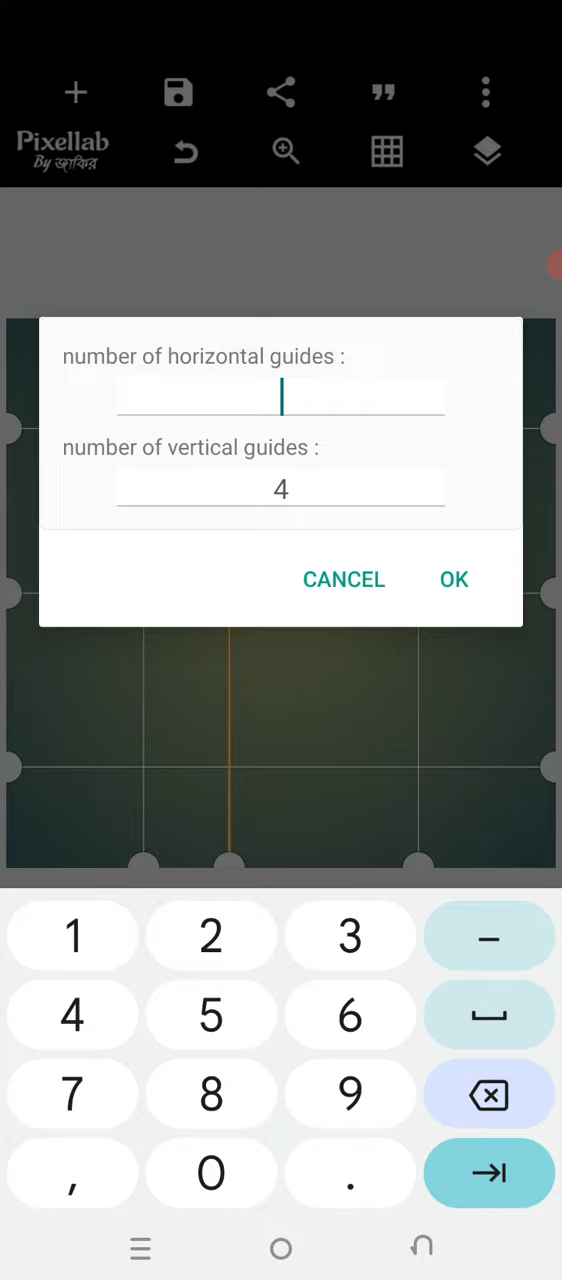 Pixellab
By জাকির
number of horizontal guides :
number of vertical guides :
4
CANCEL OK
1 2 3 –
4 5 6
7 8 9
, 0 .